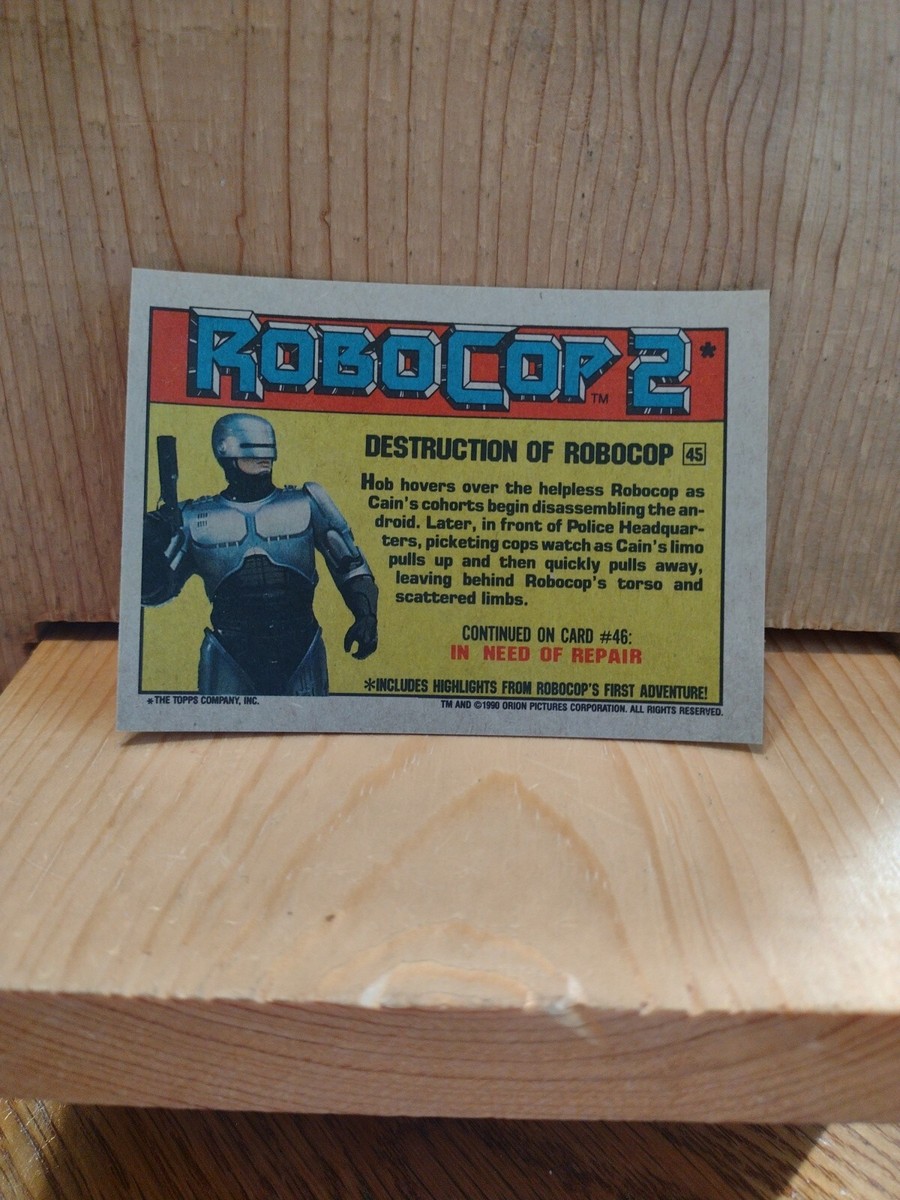 ROBOCOP 2*
TM
DESTRUCTION OF ROBOCOP 45
Hob hovers over the helpless Robocop as
Cain's cohorts begin disassembling the an-
droid. Later, in front of Police Headquar-
ters, picketing cops watch as Cain's limo
pulls up and then quickly pulls away,
leaving behind Robocop's torso and
scattered limbs.
CONTINUED ON CARD #46:
IN NEED OF REPAIR
*INCLUDES HIGHLIGHTS FROM ROBOCOP'S FIRST ADVENTURE!
*THE TOPPS COMPANY, INC.
TM AND ©1990 ORION PICTURES CORPORATION. ALL RIGHTS RESERVED.